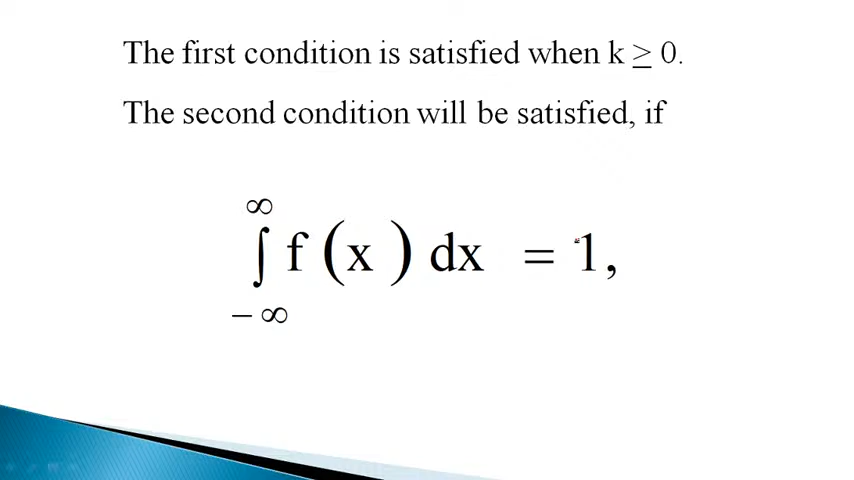 The first condition is satisfied when k ≥ 0.
The second condition will be satisfied, if
∞
∫ f (x) dx = 1,
− ∞